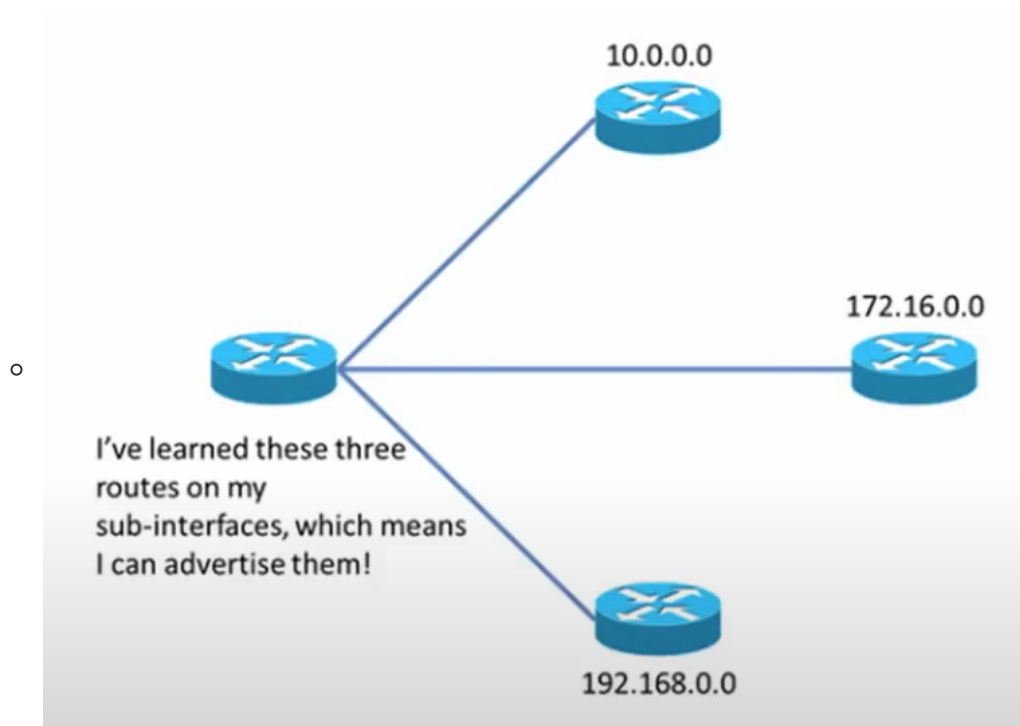 10.0.0.0
172.16.0.0
I've learned these three
routes on my
sub-interfaces, which means
I can advertise them!
192.168.0.0